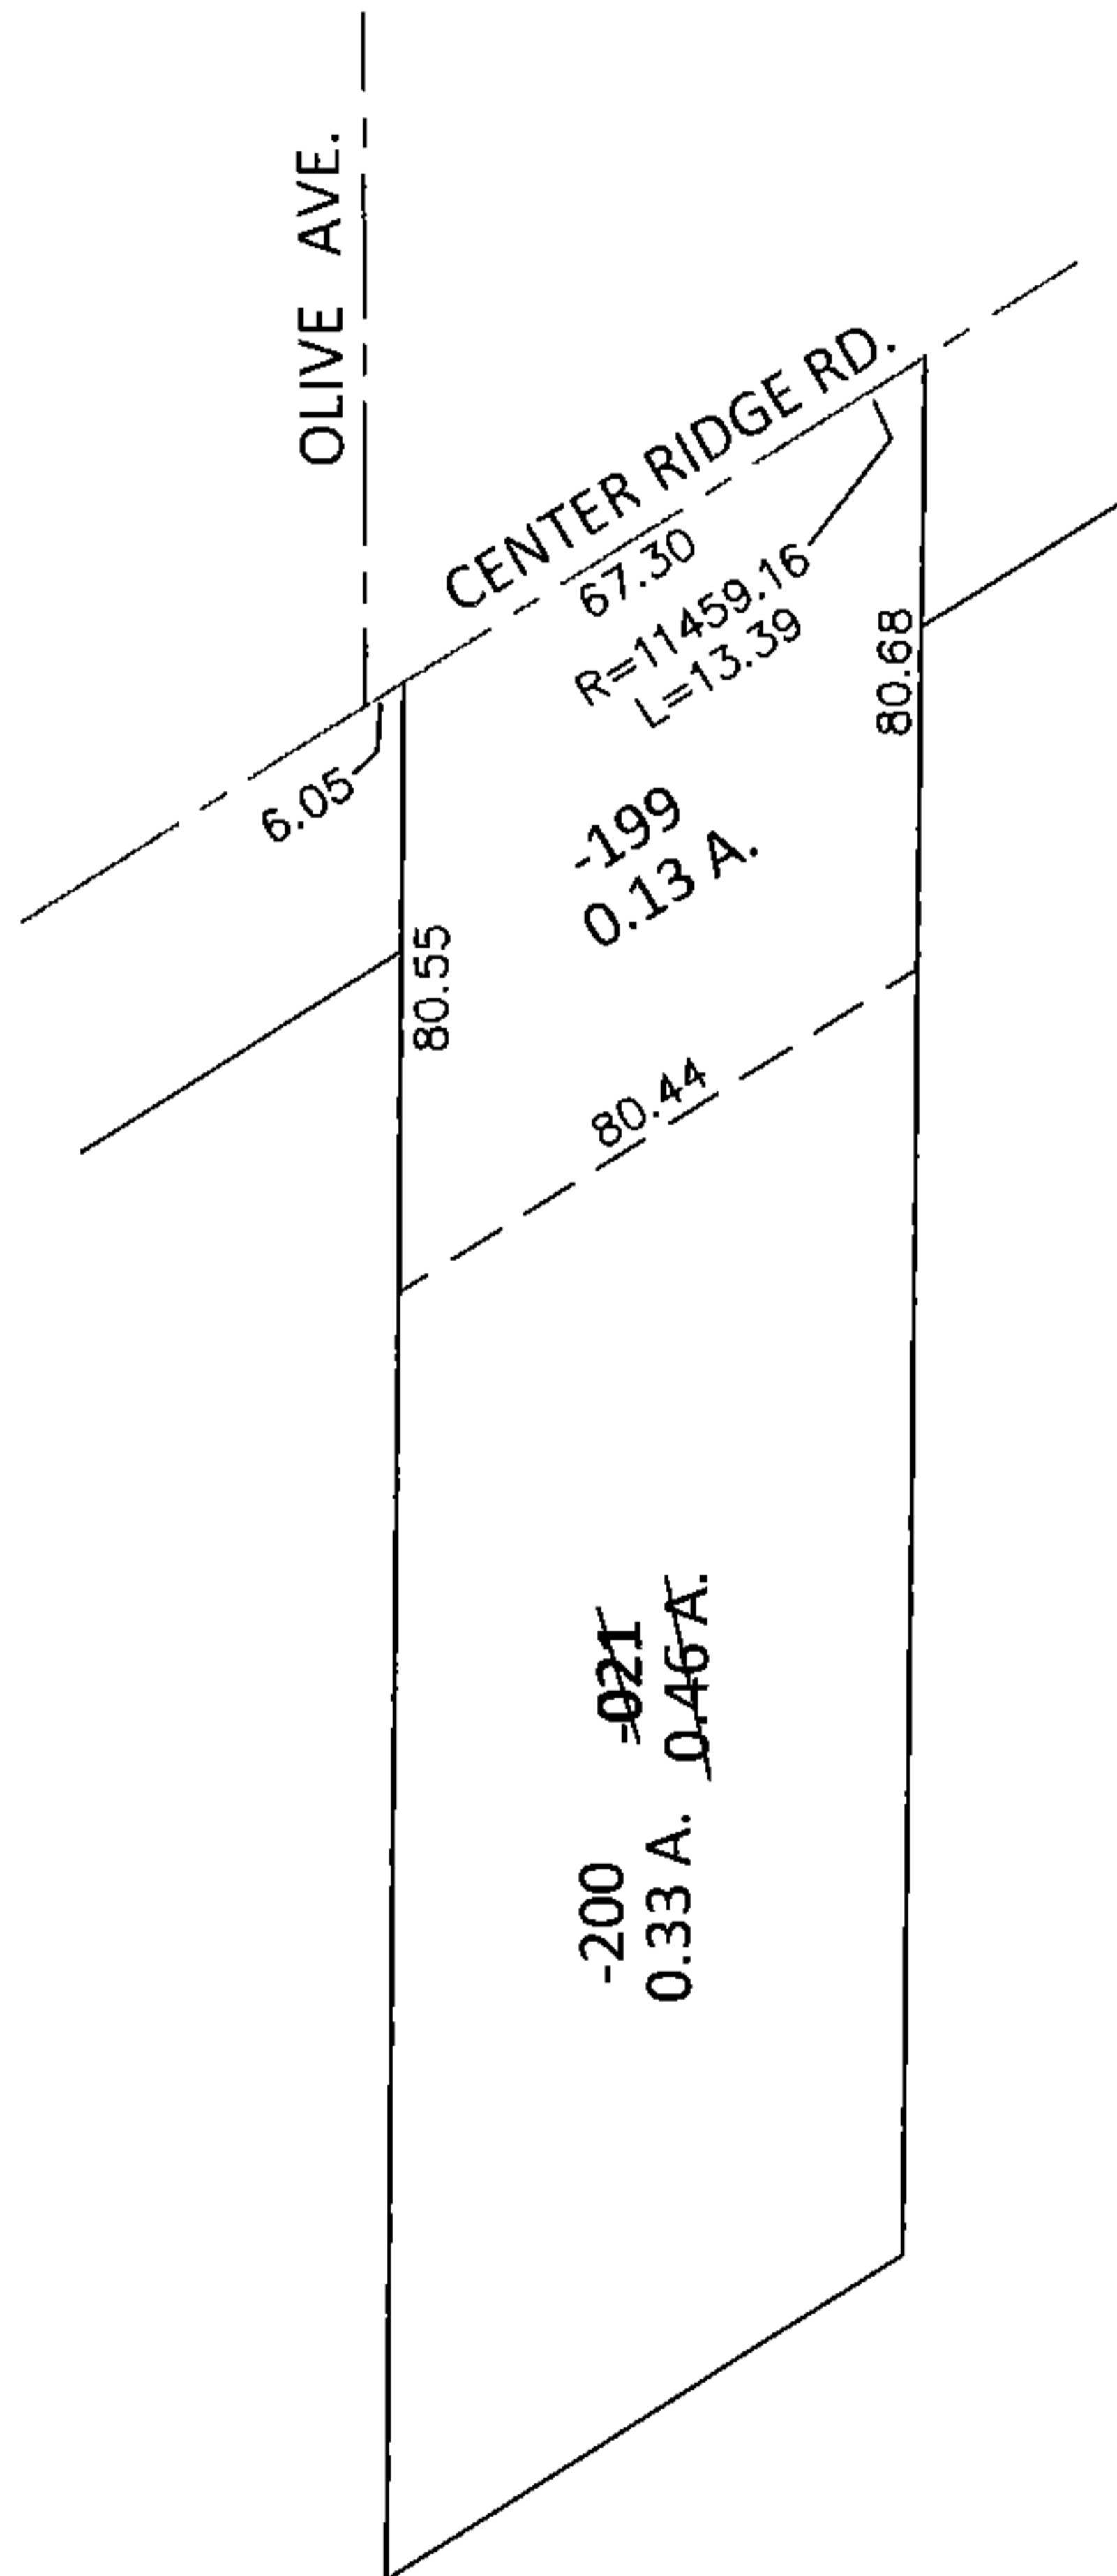 OLIVE AVE.
CENTER RIDGE RD.
67.30
R=11459.16
L=13.39
80.68
6.05
-199
0.13 A.
80.55
80.44
-021
0.46 A.
-200
0.33 A.